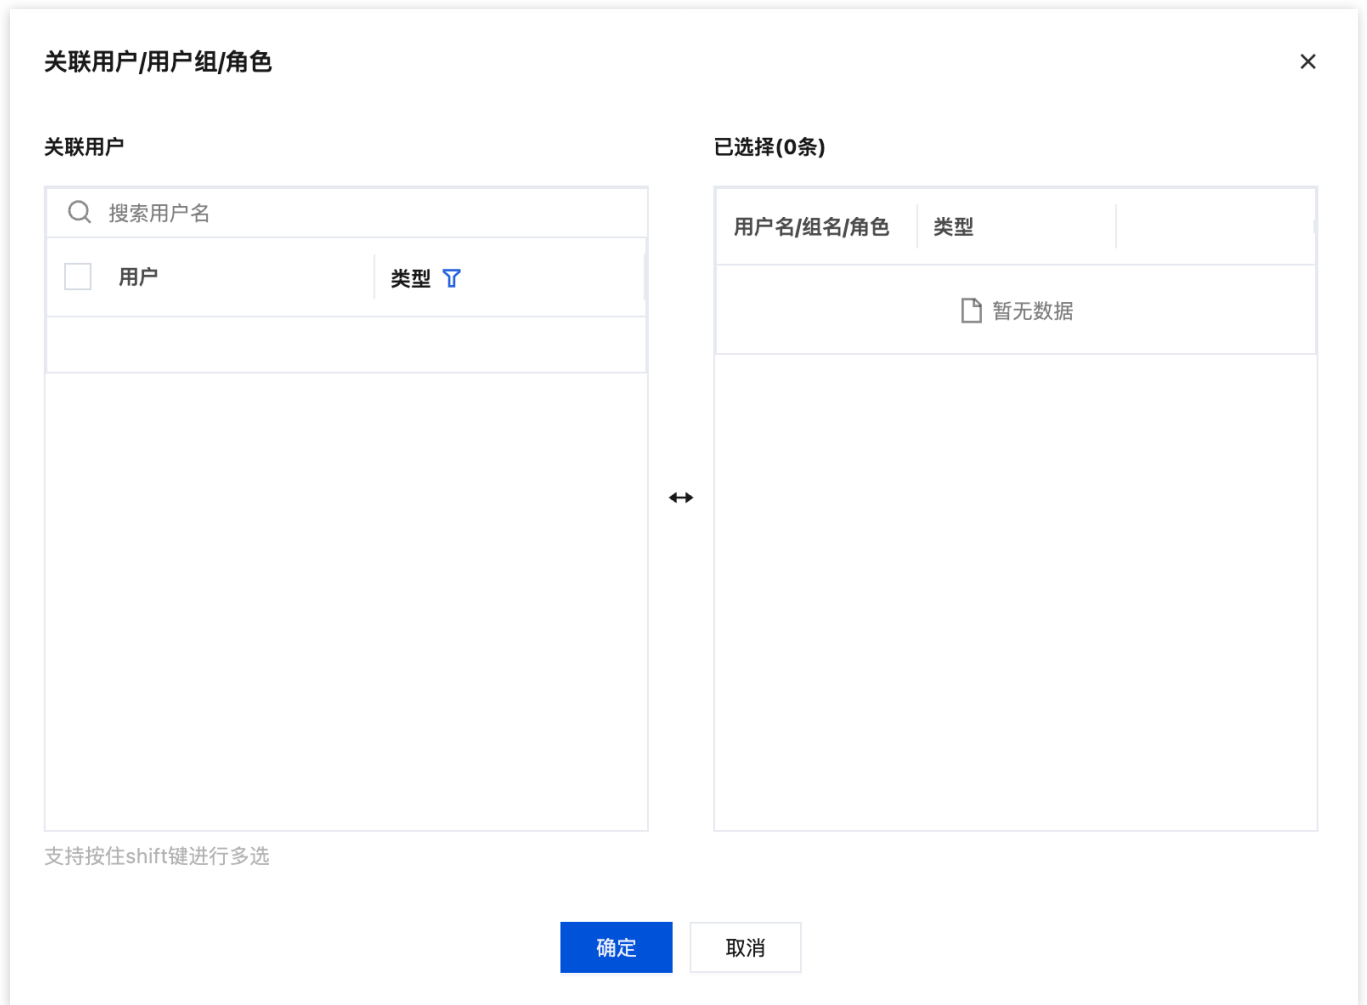 关联用户/用户组/角色
关联用户
搜索用户名
用户 类型
支持按住shift键进行多选
已选择(0条)
用户名/组名/角色 类型
暂无数据
确定 取消